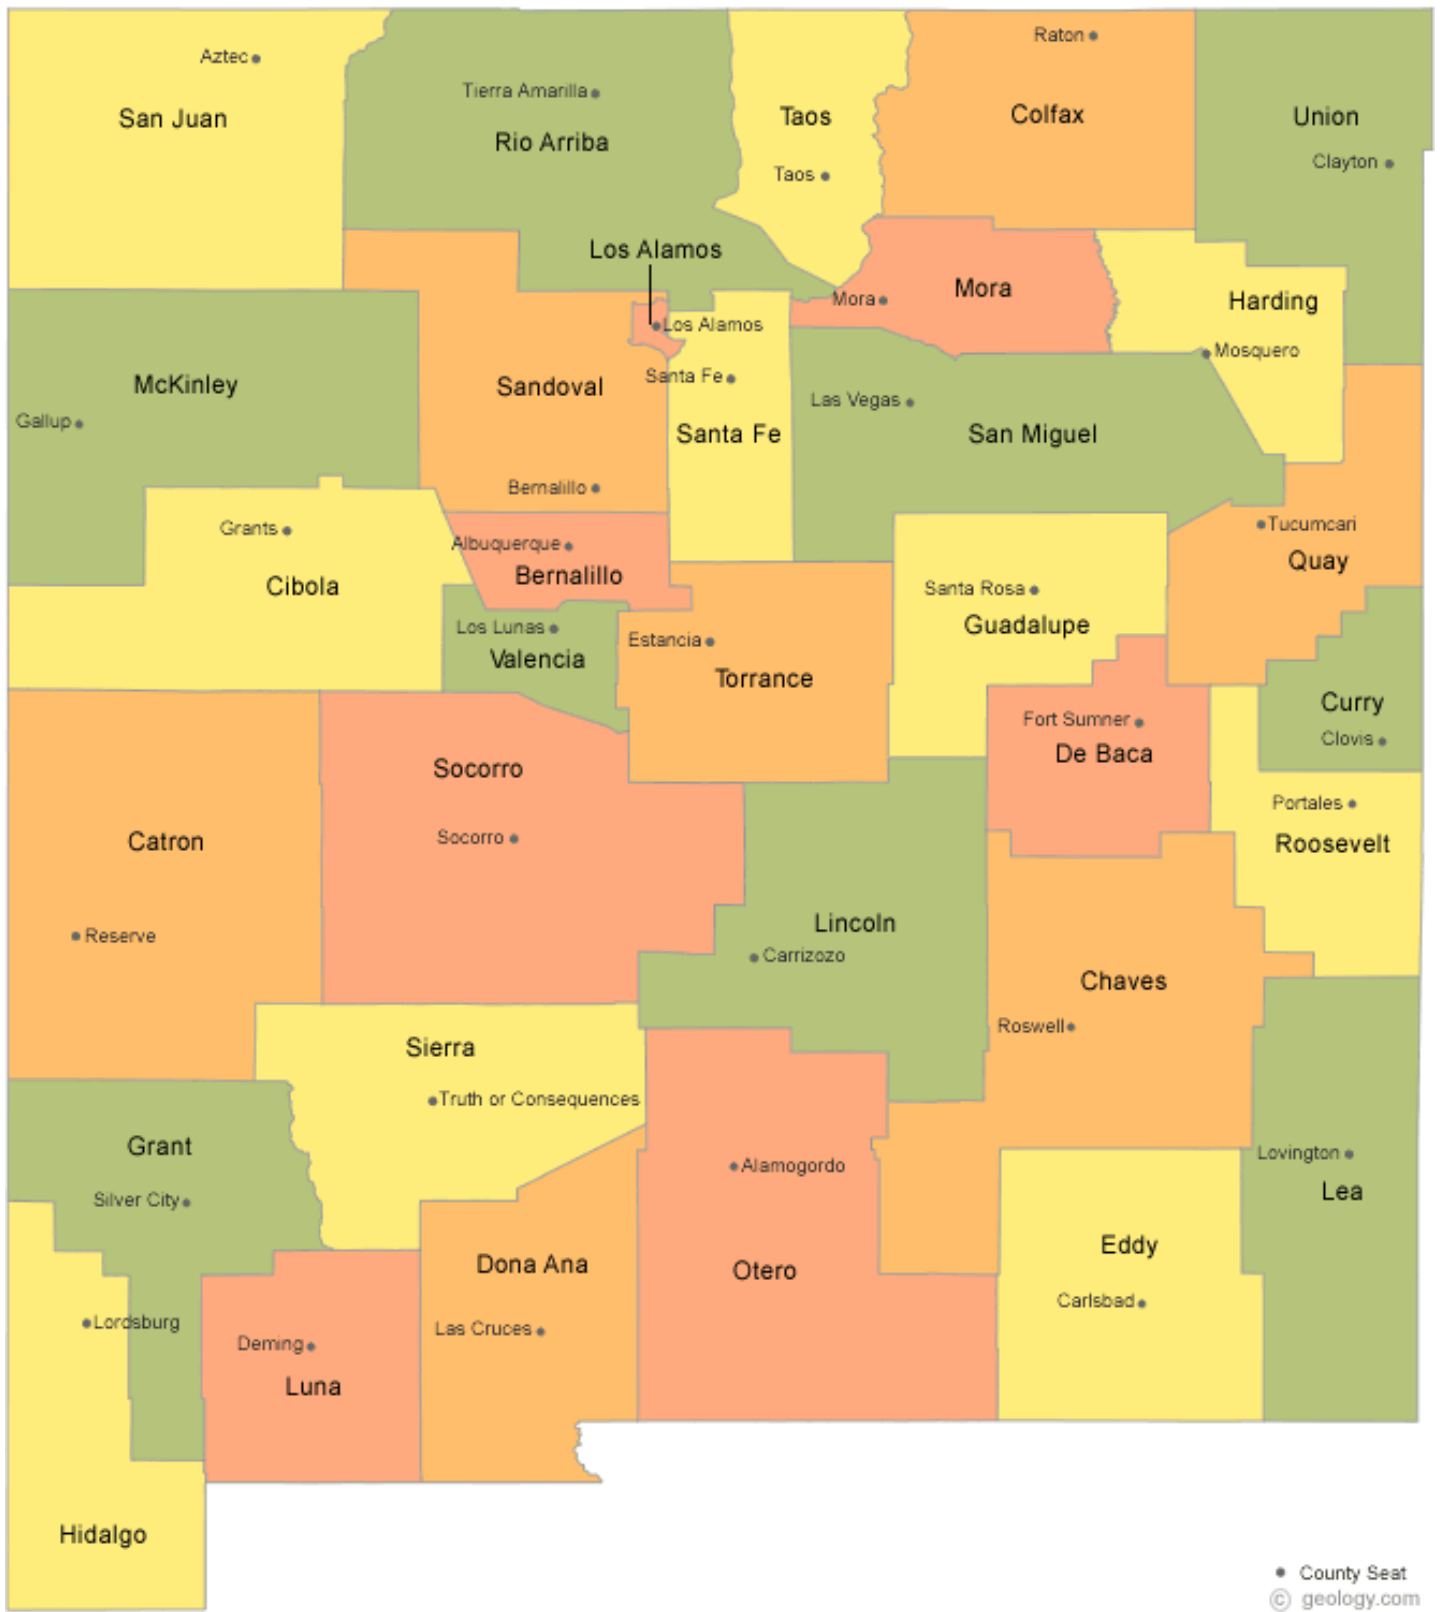 Aztec
San Juan
Tierra Amarilla
Rio Arriba
Taos
Taos
Raton
Colfax
Union
Clayton
Los Alamos
Los Alamos
Mora
Mora
Harding
Mosquero
McKinley
Gallup
Sandoval
Bernalillo
Santa Fe
Santa Fe
Las Vegas
San Miguel
Grants
Cibola
Albuquerque
Bernalillo
Tucumcari
Quay
Santa Rosa
Guadalupe
Los Lunas
Valencia
Estancia
Torrance
Fort Sumner
De Baca
Curry
Clovis
Socorro
Socorro
Catron
Reserve
Portales
Roosevelt
Lincoln
Carrizozo
Chaves
Roswell
Sierra
Truth or Consequences
Grant
Silver City
Alamogordo
Otero
Lovington
Lea
Dona Ana
Las Cruces
Eddy
Carlsbad
Lordsburg
Deming
Luna
Hidalgo
County Seat
© geology.com